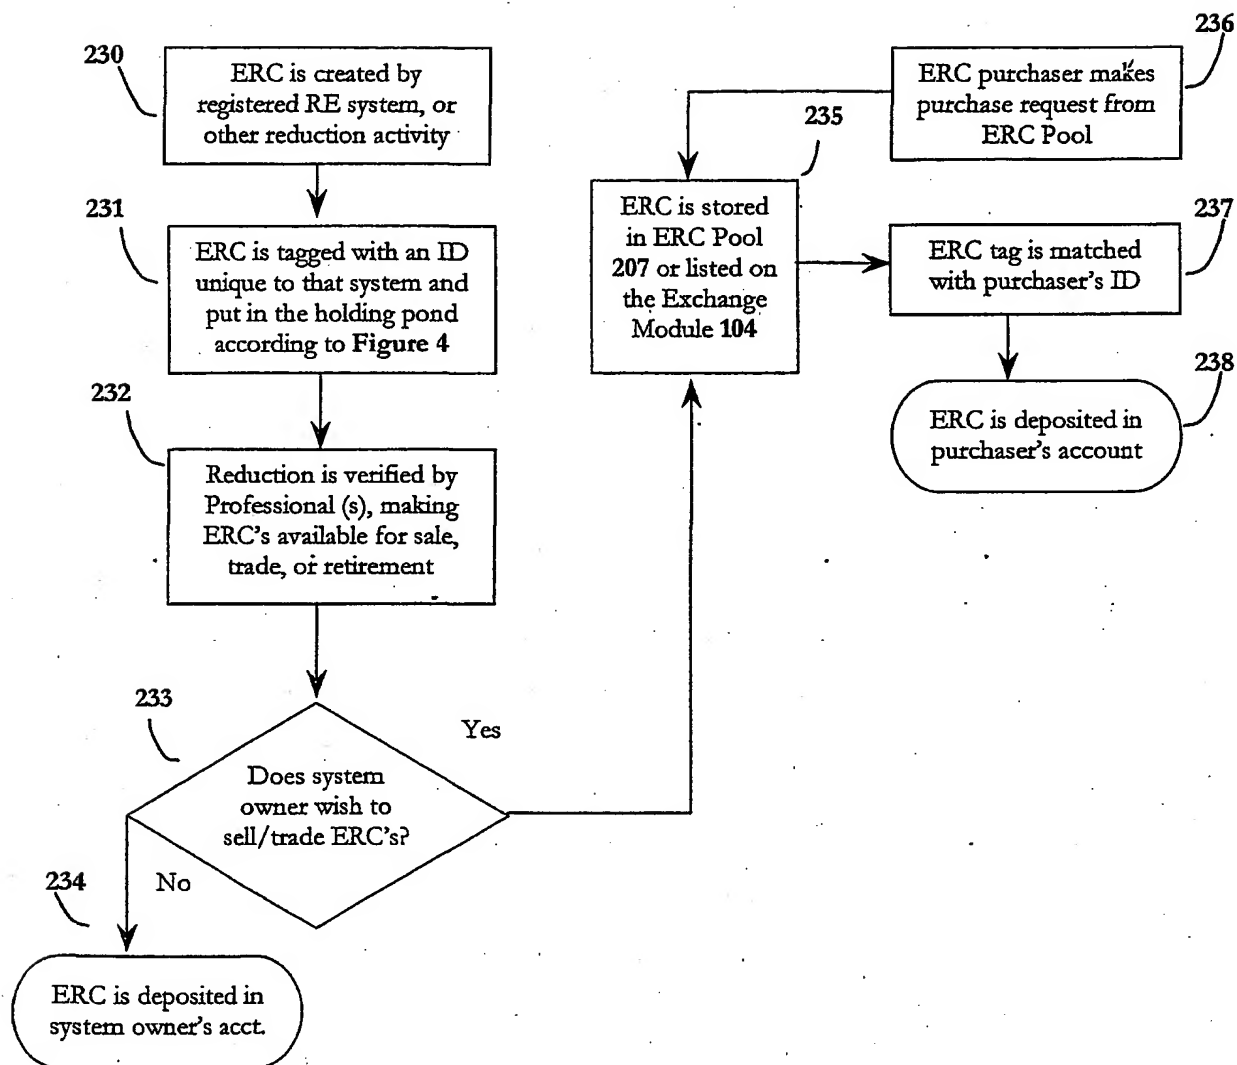 230
ERC is created by
registered RE system, or
other reduction activity
231
ERC is tagged with an ID
unique to that system and
put in the holding pond
according to Figure 4
232
Reduction is verified by
Professional (s), making
ERC's available for sale,
trade, or retirement
233
Does system
owner wish to
sell/trade ERC's?
Yes
No
234
ERC is deposited in
system owner's acct.
235
ERC is stored
in ERC Pool
207 or listed on
the Exchange
Module 104
236
ERC purchaser makes
purchase request from
ERC Pool
237
ERC tag is matched
with purchaser's ID
238
ERC is deposited in
purchaser's account